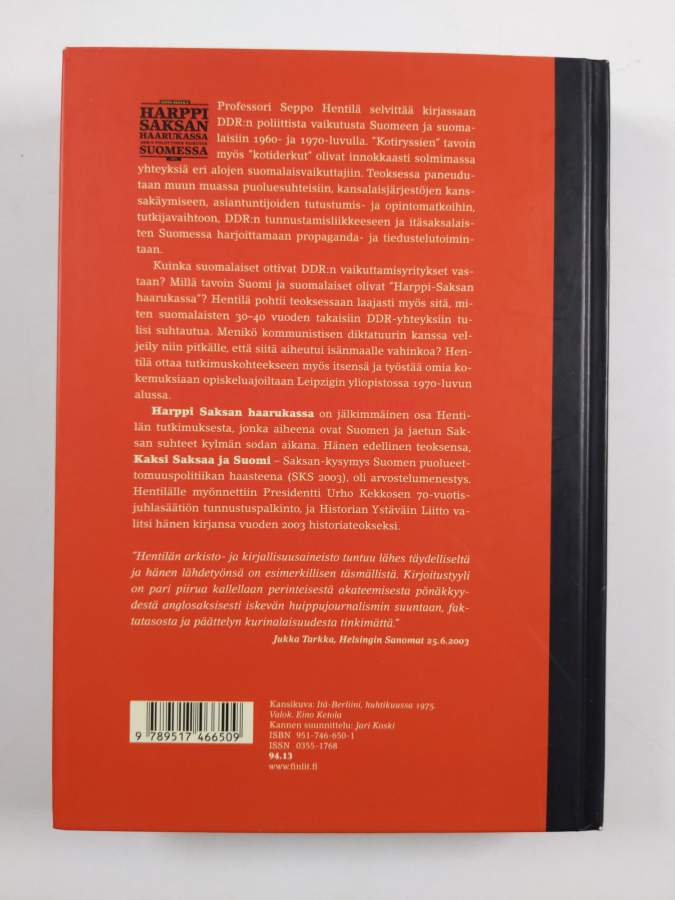 HARPPI
SAKSAN
HAARUKASSA
SUOMESSA
Professori Seppo Hentilä selvittää kirjassaan
DDR:n poliittista vaikutusta Suomeen ja suoma-
laisiin 1960- ja 1970-luvulla. "Kotiryssien" tavoin
myös "kotiderkut" olivat innokkaasti solmimassa
yhteyksiä eri alojen suomalaisvaikuttajiin. Teoksessa paneudu-
taan muun muassa puoluesuhteisiin, kansalaisjärjestöjen kans-
sakäymiseen, asiantuntijoiden tutustumis- ja opintomatkoihin,
tutkijavaihtoon, DDR:n tunnustamisliikkeeseen ja itäsaksalais-
ten Suomessa harjoittamaan propaganda- ja tiedustelutoimin-
taan.
Kuinka suomalaiset ottivat DDR:n vaikuttamisyritykset vas-
taan? Millä tavoin Suomi ja suomalaiset olivat "Harppi-Saksan
haarukassa"? Hentilä pohtii teoksessaan laajasti myös sitä, mi-
ten suomalaisten 30–40 vuoden takaisiin DDR-yhteyksiin tu-
lisi suhtautua. Menikö kommunistisen diktatuurin kanssa vel-
jeily niin pitkälle, että siitä aiheutui isänmaalle vahinkoa? Hen-
tilä ottaa tutkimuskohteekseen myös itsensä ja työstää omia ko-
kemuksiaan opiskeluajoiltaan Leipzigin yliopistossa 1970-luvun
alussa.
Harppi Saksan haarukassa on jälkimmäinen osa Henti-
län tutkimuksesta, jonka aiheena ovat Suomen ja jaetun Sak-
san suhteet kylmän sodan aikana. Hänen edellinen teoksensa,
Kaksi Saksaa ja Suomi – Saksan-kysymys Suomen puolueet-
tomuuspolitiikan haasteena (SKS 2003), oli arvostelumenestys.
Hentilälle myönnettiin Presidentti Urho Kekkosen 70-vuotis-
juhlasäätiön tunnustuspalkinto, ja Historian Ystäväin Liitto va-
litsi hänen kirjansa vuoden 2003 historiateokseksi.
"Hentilän arkisto- ja kirjallisuusaineisto tuntuu lähes täydelliseltä
ja hänen lähdetyönsä on esimerkillisen täsmällistä. Kirjoitustyyli
on pari piirua kallellaan perinteisestä akateemisesta pönäkkyy-
destä anglosaksisesti iskevän huippujournalismin suuntaan, fak-
tatasosta ja päättelyn kurinalaisuudesta tinkimättä."
Jukka Tarkka, Helsingin Sanomat 25.6.2003
Kansikuva: Itä-Berliini, huhtikuussa 1975.
Valok. Eino Ketola
Kannen suunnittelu: Jari Koski
ISBN 951-746-650-1
ISSN 0355-1768
94.13
www.finlit.fi
9 789517 466509